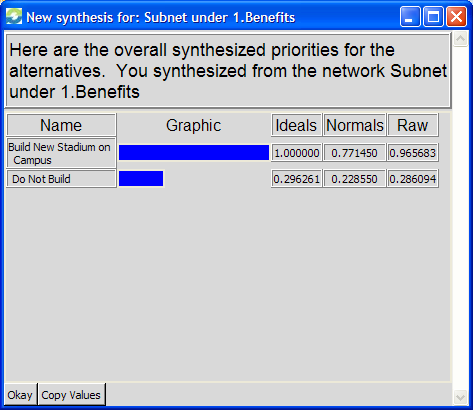 New synthesis for: Subnet under 1.Benefits
Here are the overall synthesized priorities for the
alternatives. You synthesized from the network Subnet
under 1.Benefits
Name Graphic Ideals Normals Raw
Build New Stadium on
Campus
1.000000 0.771450 0.965683
Do Not Build 0.296261 0.228550 0.286094
Okay Copy Values